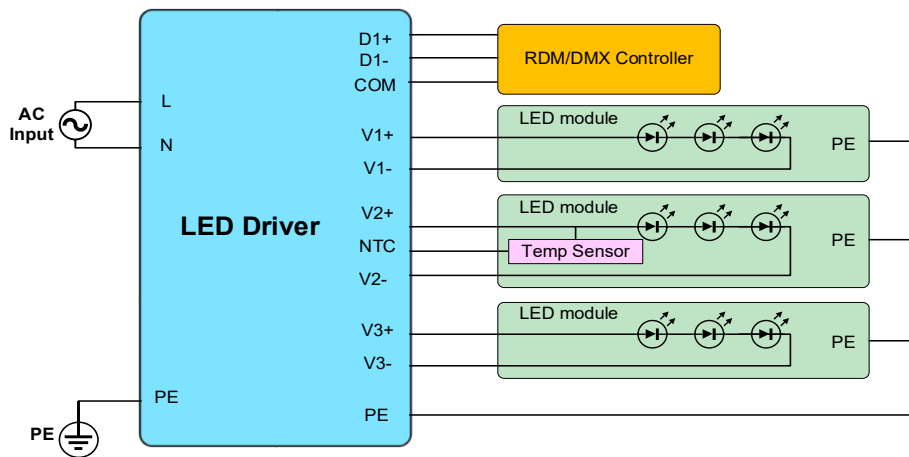 AC
Input
L
N
PE
PE
LED Driver
D1+
D1-
COM
V1+
V1-
V2+
NTC
V2-
V3+
V3-
PE
RDM/DMX Controller
LED module
PE
LED module
Temp Sensor
PE
LED module
PE